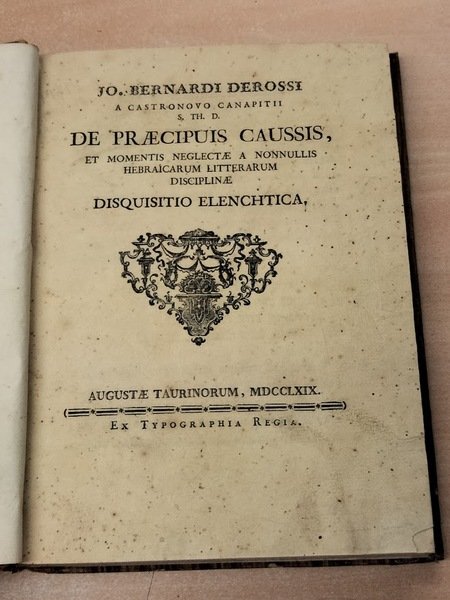 JO. BERNARDI DEROSSI
A CASTRONOVO CANAPITII
S. TH. D.
DE PRÆCIPUIS CAUSSIS,
ET MOMENTIS NEGLECTÆ A NONNULLIS
HEBRAICARUM LITTERARUM
DISCIPLINÆ
DISQUISITIO ELENCHTICA,
AUGUSTÆ TAURINORUM, MDCCLXIX.
EX TYPOGRAPHIA REGIA.